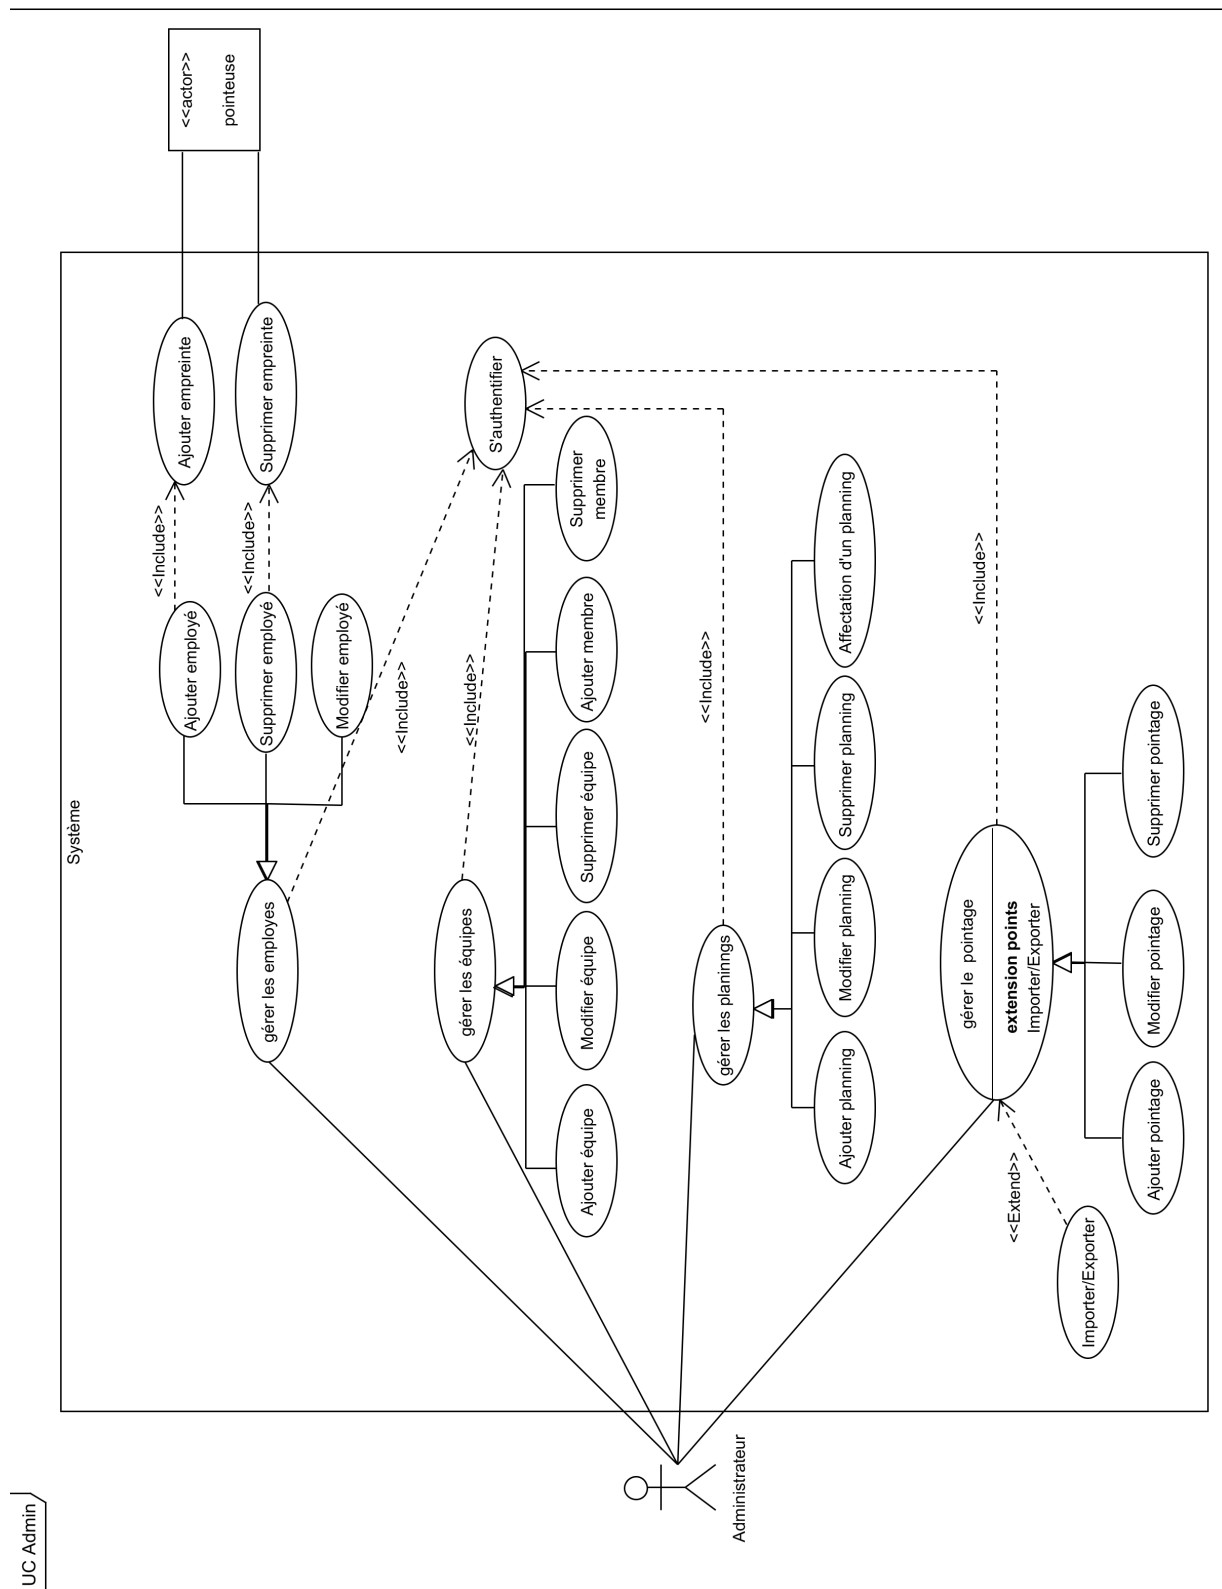 UC Admin
Système
Administrateur
<<actor>>
pointeuse
gérer les employes
Ajouter employé
Supprimer employé
Modifier employé
<<Include>>
<<Include>>
Ajouter empreinte
Supprimer empreinte
<<Include>>
S'authentifier
gérer les équipes
<<Include>>
Ajouter équipe
Modifier équipe
Supprimer équipe
Ajouter membre
Supprimer
membre
gérer les planinngs
<<Include>>
Ajouter planning
Modifier planning
Supprimer planning
Affectation d'un planning
gérer le pointage
extension points
Importer/Exporter
<<Include>>
<<Extend>>
Importer/Exporter
Ajouter pointage
Modifier pointage
Supprimer pointage